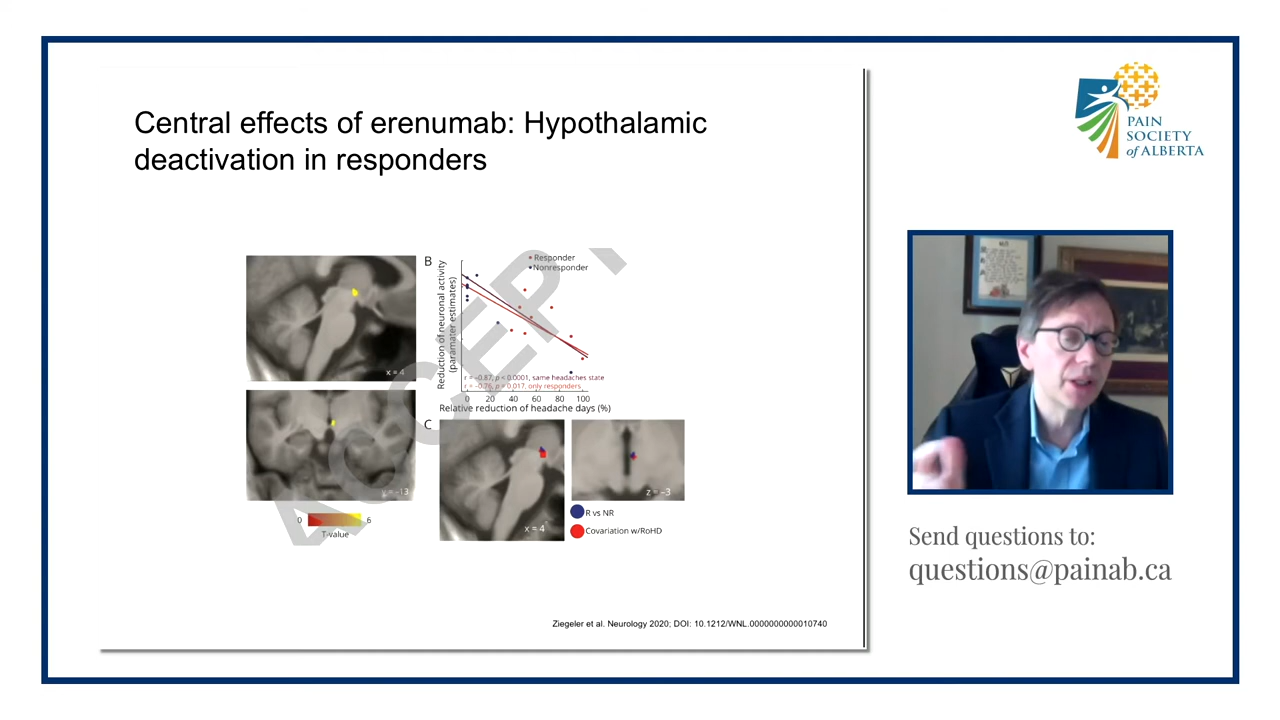 Central effects of erenumab: Hypothalamic
deactivation in responders
x = 4
y = -13
0
6
T-value
B
Responder
Nonresponder
Reduction of neuronal activity
(paramater estimates)
r = -0.87, p < 0.0001, same headaches state
r = -0.76, p = 0.017, only responders
0 20 40 60 80 100
Relative reduction of headache days (%)
C
x = 4
z = -3
R vs NR
Covariation w/RoHD
ACCEPT
Ziegeler et al. Neurology 2020; DOI: 10.1212/WNL.0000000000010740
PAIN
SOCIETY
of ALBERTA
Send questions to:
questions@painab.ca